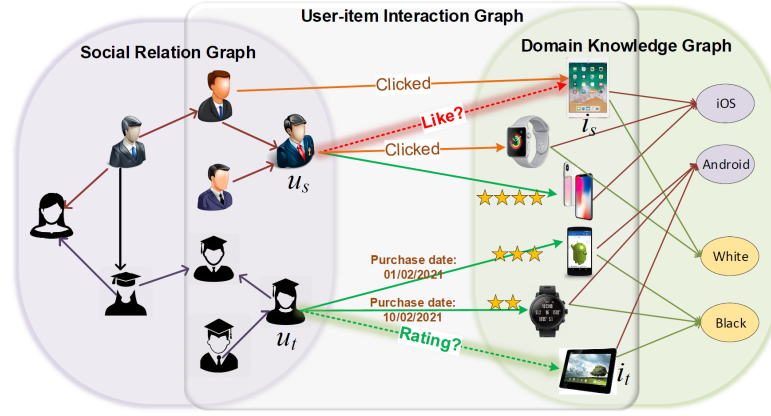 User-item Interaction Graph
Social Relation Graph
Domain Knowledge Graph
Clicked
Like?
i_s
iOS
Clicked
u_s
Android
Purchase date:
01/02/2021
White
Purchase date:
10/02/2021
Rating?
u_t
Black
i_t